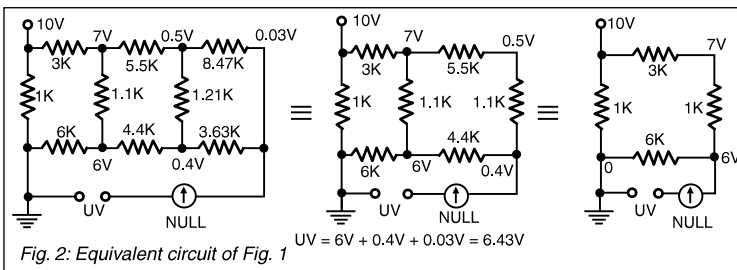 10V
7V
0.5V
0.03V
3K
5.5K
8.47K
1K
1.1K
1.21K
6K
4.4K
3.63K
6V
0.4V
UV
NULL
10V
7V
0.5V
3K
5.5K
1K
1.1K
1.1K
4.4K
6K
6V
0.4V
UV
NULL
10V
7V
3K
1K
1K
6K
0
6V
UV
NULL
UV = 6V + 0.4V + 0.03V = 6.43V
Fig. 2: Equivalent circuit of Fig. 1